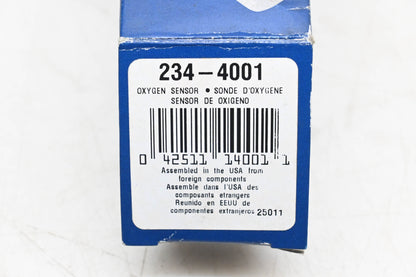 234-4001
OXYGEN SENSOR • SONDE D'OXYGENE
SENSOR DE OXIGENO
0 42511 14001 1
Assembled in the USA from
foreign components
Assemble dans l'USA des
composants etrangers
Reunido en EEUU de
componentes extranjeros 25011